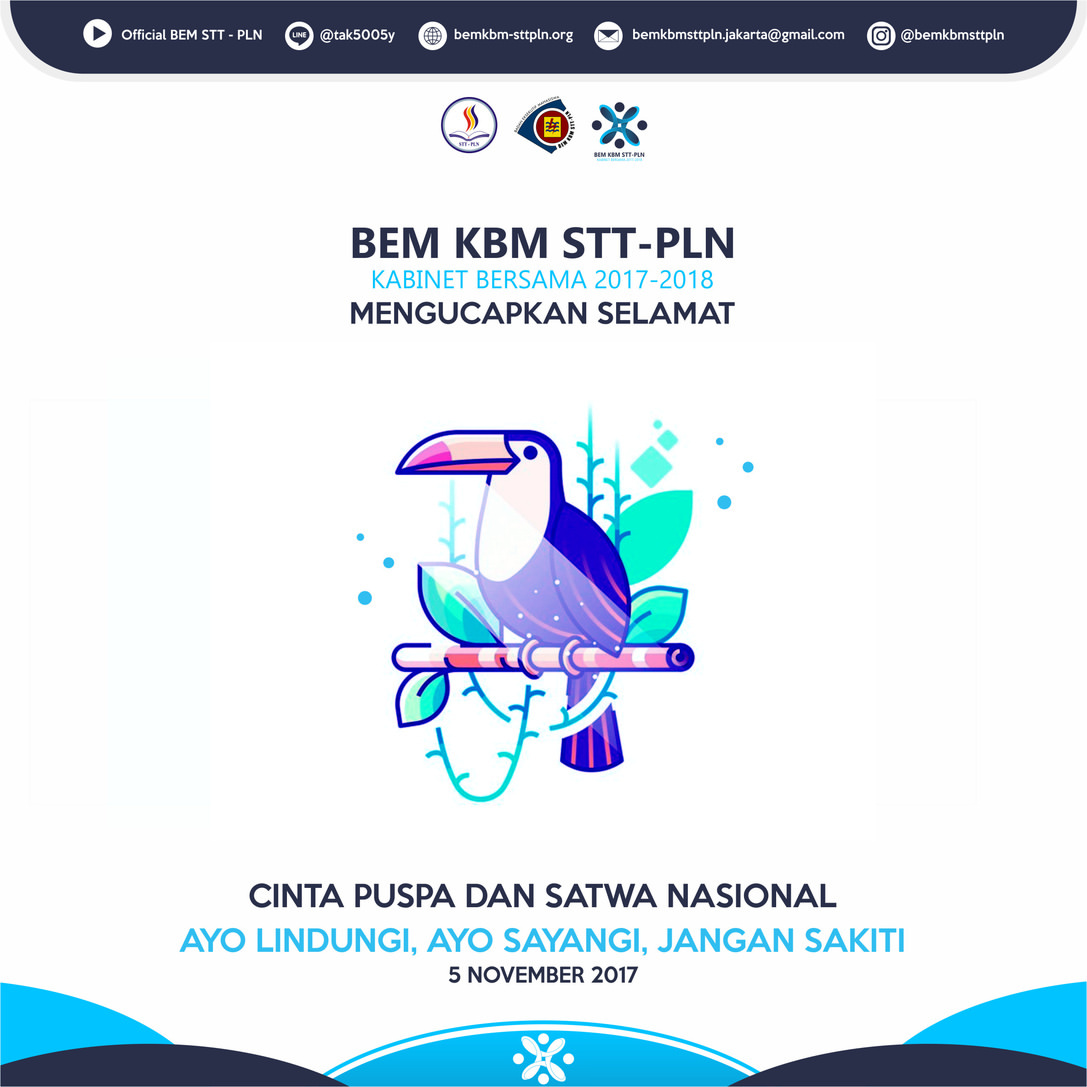 Official BEM STT - PLN
LINE
@tak5005y
bemkbm-sttpln.org
bemkbmsttpln.jakarta@gmail.com
@bemkbmsttpln
STT - PLN
BEM KBM STT-PLN
BEM KBM STT-PLN
KABINET BERSAMA 2017-2018
MENGUCAPKAN SELAMAT
CINTA PUSPA DAN SATWA NASIONAL
AYO LINDUNGI, AYO SAYANGI, JANGAN SAKITI
5 NOVEMBER 2017